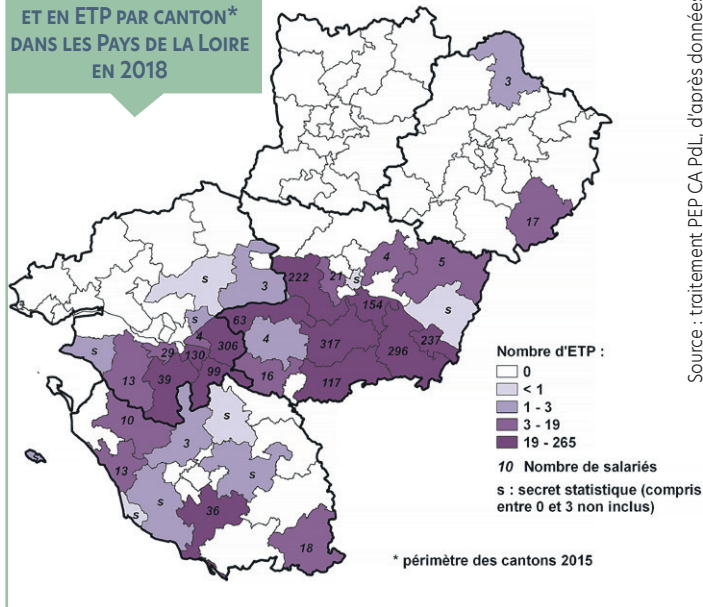 ET EN ETP PAR CANTON*
DANS LES PAYS DE LA LOIRE
EN 2018
3
17
4
5
222
21
s
s
3
154
s
s
63
4
306
237
s
29
130
4
317
296
99
13
39
16
117
10
s
3
13
s
s
s
36
18
Nombre d'ETP :
0
< 1
1 - 3
3 - 19
19 - 265
10 Nombre de salariés
s : secret statistique (compris
entre 0 et 3 non inclus)
* périmètre des cantons 2015
Source : traitement PEP CA PdL, d'après données